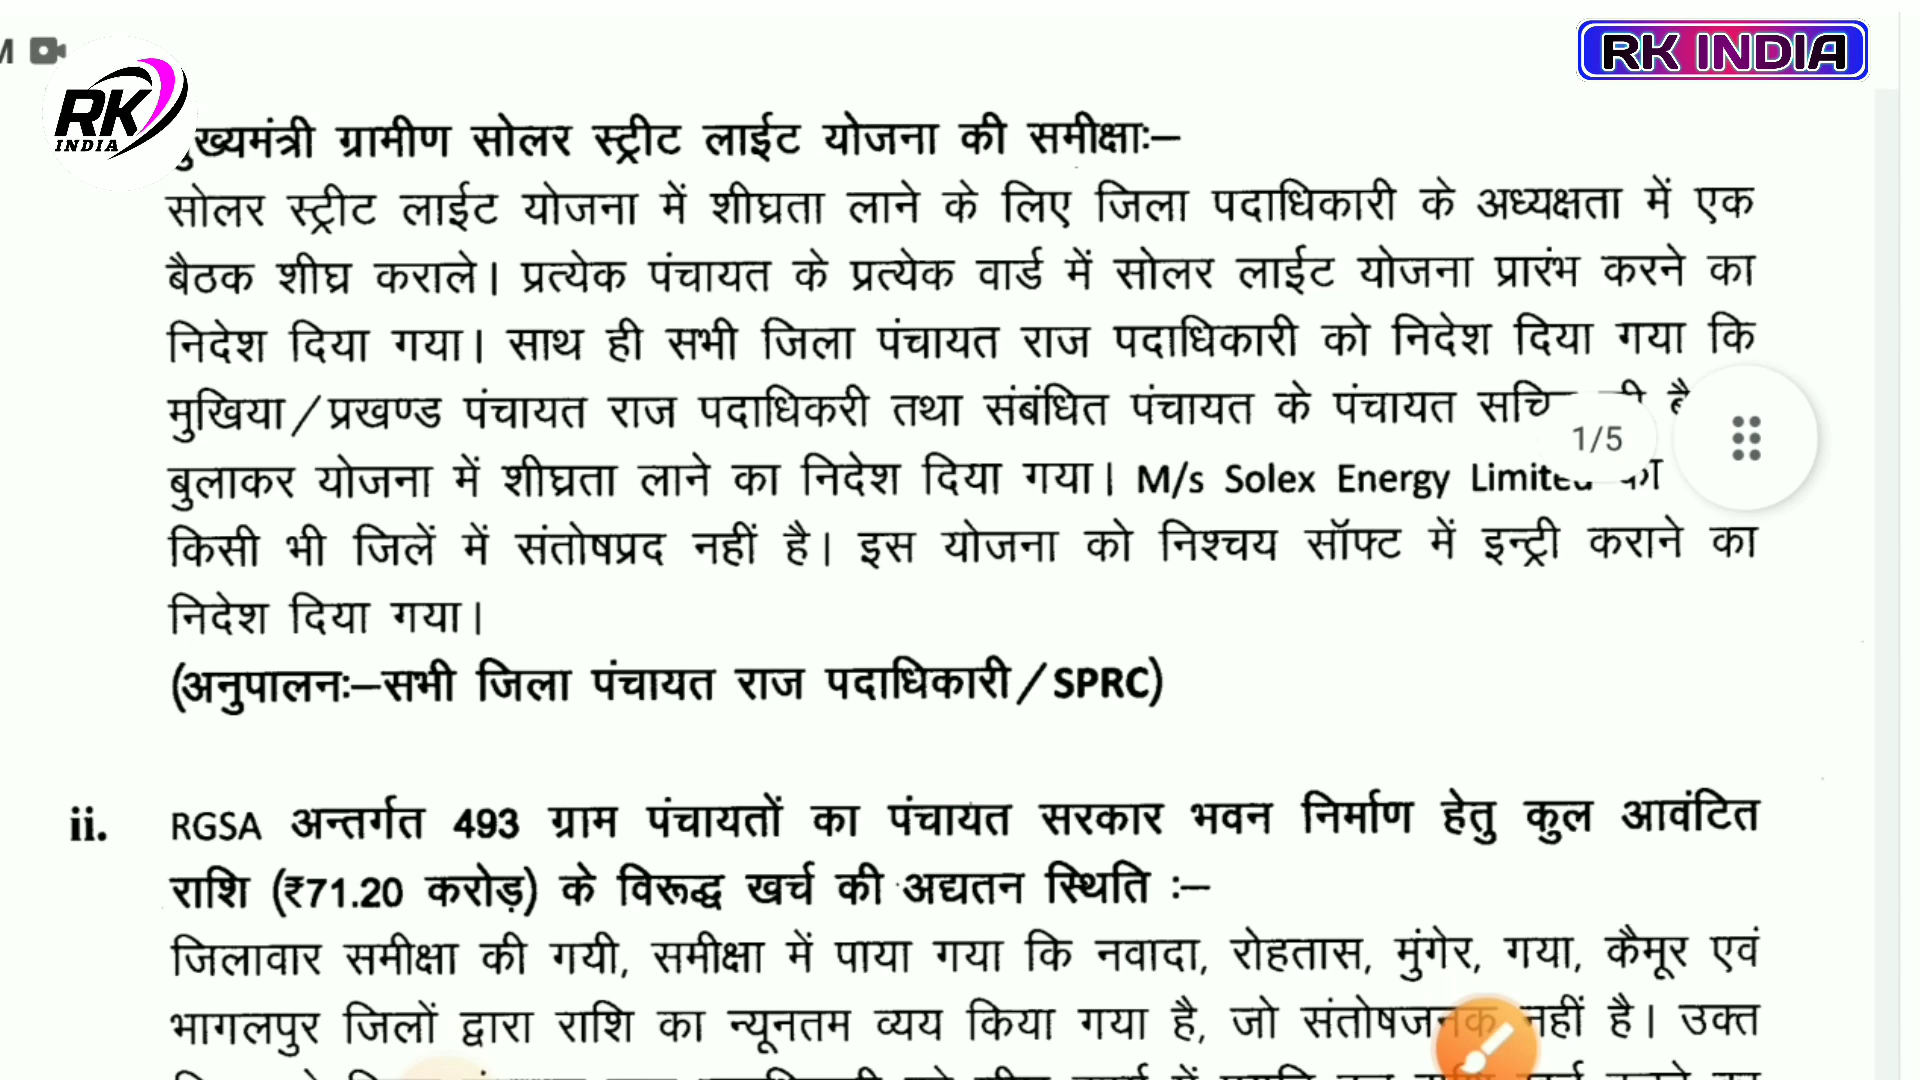 M
RK INDIA
RK INDIA
मुख्यमंत्री ग्रामीण सोलर स्ट्रीट लाईट योजना की समीक्षाः–
सोलर स्ट्रीट लाईट योजना में शीघ्रता लाने के लिए जिला पदाधिकारी के अध्यक्षता में एक
बैठक शीघ्र कराले। प्रत्येक पंचायत के प्रत्येक वार्ड में सोलर लाईट योजना प्रारंभ करने का
निदेश दिया गया। साथ ही सभी जिला पंचायत राज पदाधिकारी को निदेश दिया गया कि
मुखिया/प्रखण्ड पंचायत राज पदाधिकरी तथा संबंधित पंचायत के पंचायत
1/5
बुलाकर योजना में शीघ्रता लाने का निदेश दिया गया। M/s Solex Energy Limited
किसी भी जिलें में संतोषप्रद नहीं है। इस योजना को निश्चय सॉफ्ट में इन्ट्री कराने का
निदेश दिया गया।
(अनुपालनः–सभी जिला पंचायत राज पदाधिकारी/SPRC)
ii. RGSA अन्तर्गत 493 ग्राम पंचायतों का पंचायत सरकार भवन निर्माण हेतु कुल आवंटित
राशि (₹71.20 करोड़) के विरूद्ध खर्च की अद्यतन स्थिति :–
जिलावार समीक्षा की गयी, समीक्षा में पाया गया कि नवादा, रोहतास, मुंगेर, गया, कैमूर एवं
भागलपुर जिलों द्वारा राशि का न्यूनतम व्यय किया गया है, जो संतोषजनक नहीं है। उक्त